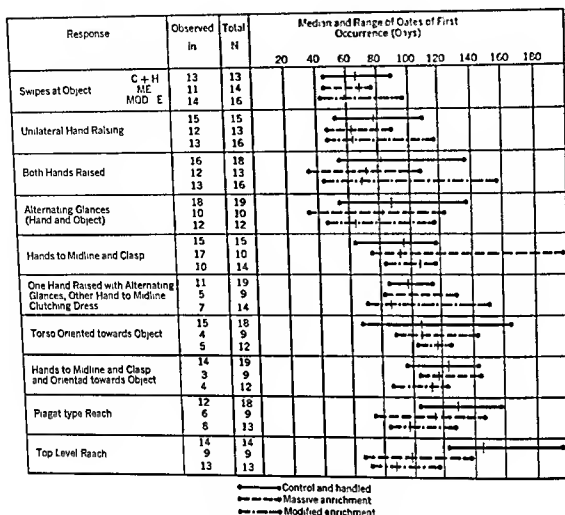 Response Observed In Total N Median and Range of Dates of First Occurrence (Days)
20 40 60 80 100 120 140 160 180
Swipes at Object C + H 13 13
ME 11 14
MOD E 14 16
Unilateral Hand Raising 15 15
12 13
13 16
Both Hands Raised 16 18
12 13
13 16
Alternating Glances (Hand and Object) 18 19
10 10
12 12
Hands to Midline and Clasp 15 15
17 10
10 14
One Hand Raised with Alternating 11 19
Glances, Other Hand to Midline 5 9
Clutching Dress 7 14
Torso Oriented towards Object 15 18
4 9
5 12
Hands to Midline and Clasp 14 19
and Oriented towards Object 3 9
4 12
Piaget type Reach 12 18
6 9
8 13
Top Level Reach 14 14
9 9
13 13
Control and handled
Massive enrichment
Modified enrichment